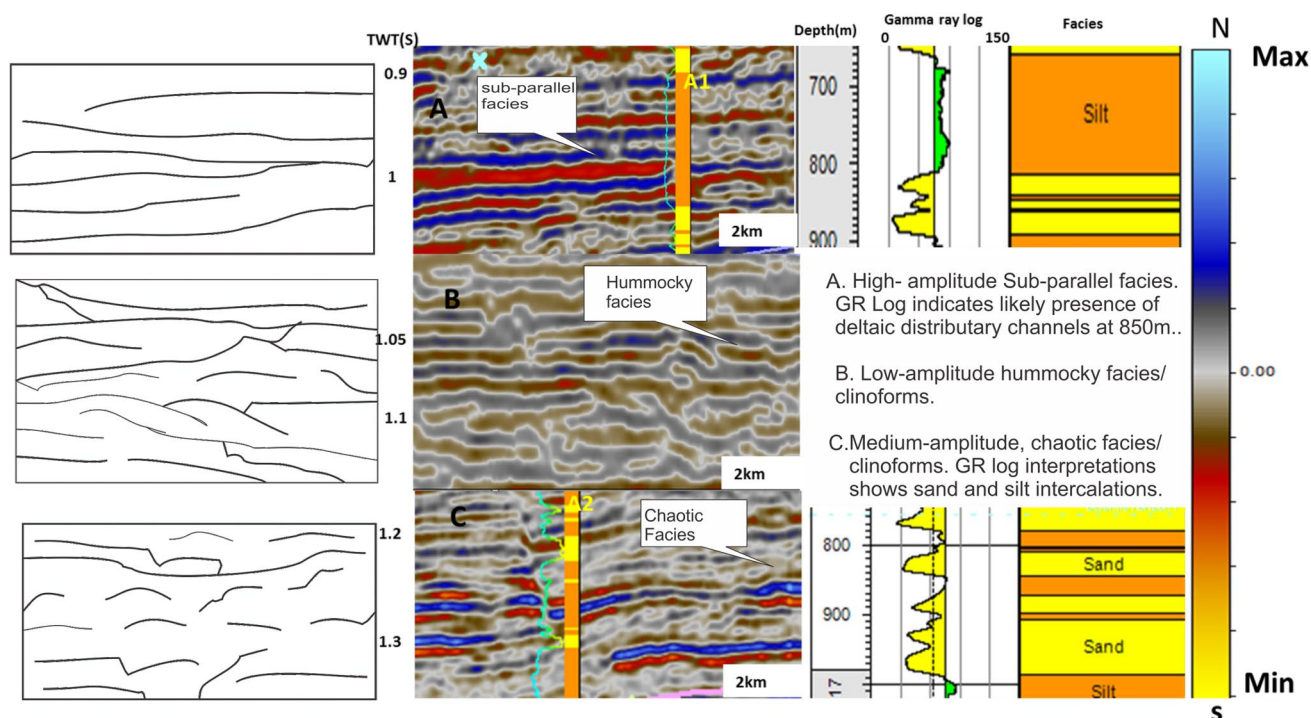 TWT(S)
Depth(m)
Gamma ray log
0
150
Facies
N
Max
0.9
A
sub-parallel
facies
A1
700
Silt
800
1
900
2km
B
Hummocky
facies
1.05
1.1
2km
A. High- amplitude Sub-parallel facies.
GR Log indicates likely presence of
deltaic distributary channels at 850m..
B. Low-amplitude hummocky facies/
clinoforms.
C.Medium-amplitude, chaotic facies/
clinoforms. GR log interpretations
shows sand and silt intercalations.
0.00
C
A2
Chaotic
Facies
1.2
1.3
2km
800
Sand
900
Sand
17
Silt
Min
S